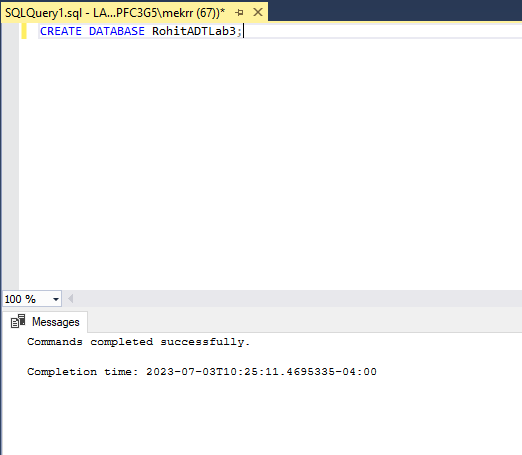 SQLQuery1.sql - LA...PFC3G5\mekrr (67))*
CREATE DATABASE RohitADTLab3;
100 %
Messages
Commands completed successfully.
Completion time: 2023-07-03T10:25:11.4695335-04:00